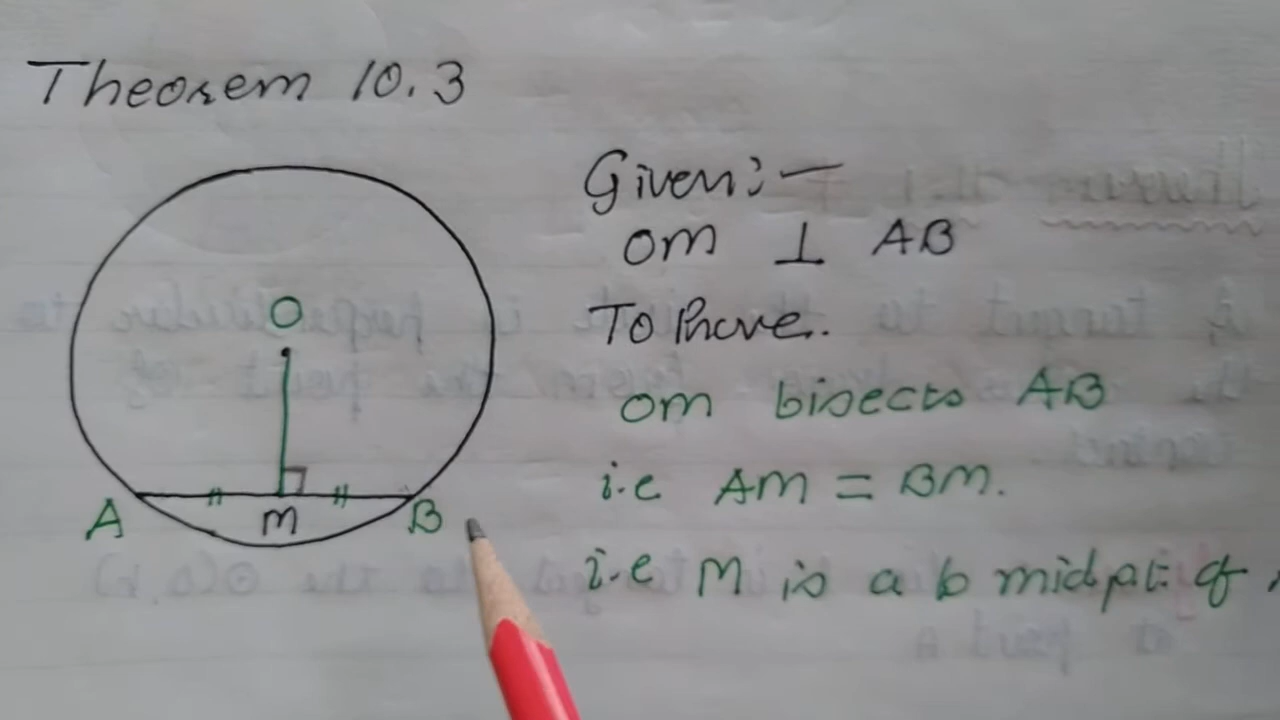 Theorem 10.3
Given:-
om ⊥ AB
To Prove.
O
om bisects AB
i.e AM = BM.
A M B
i.e M is a b midpt. of